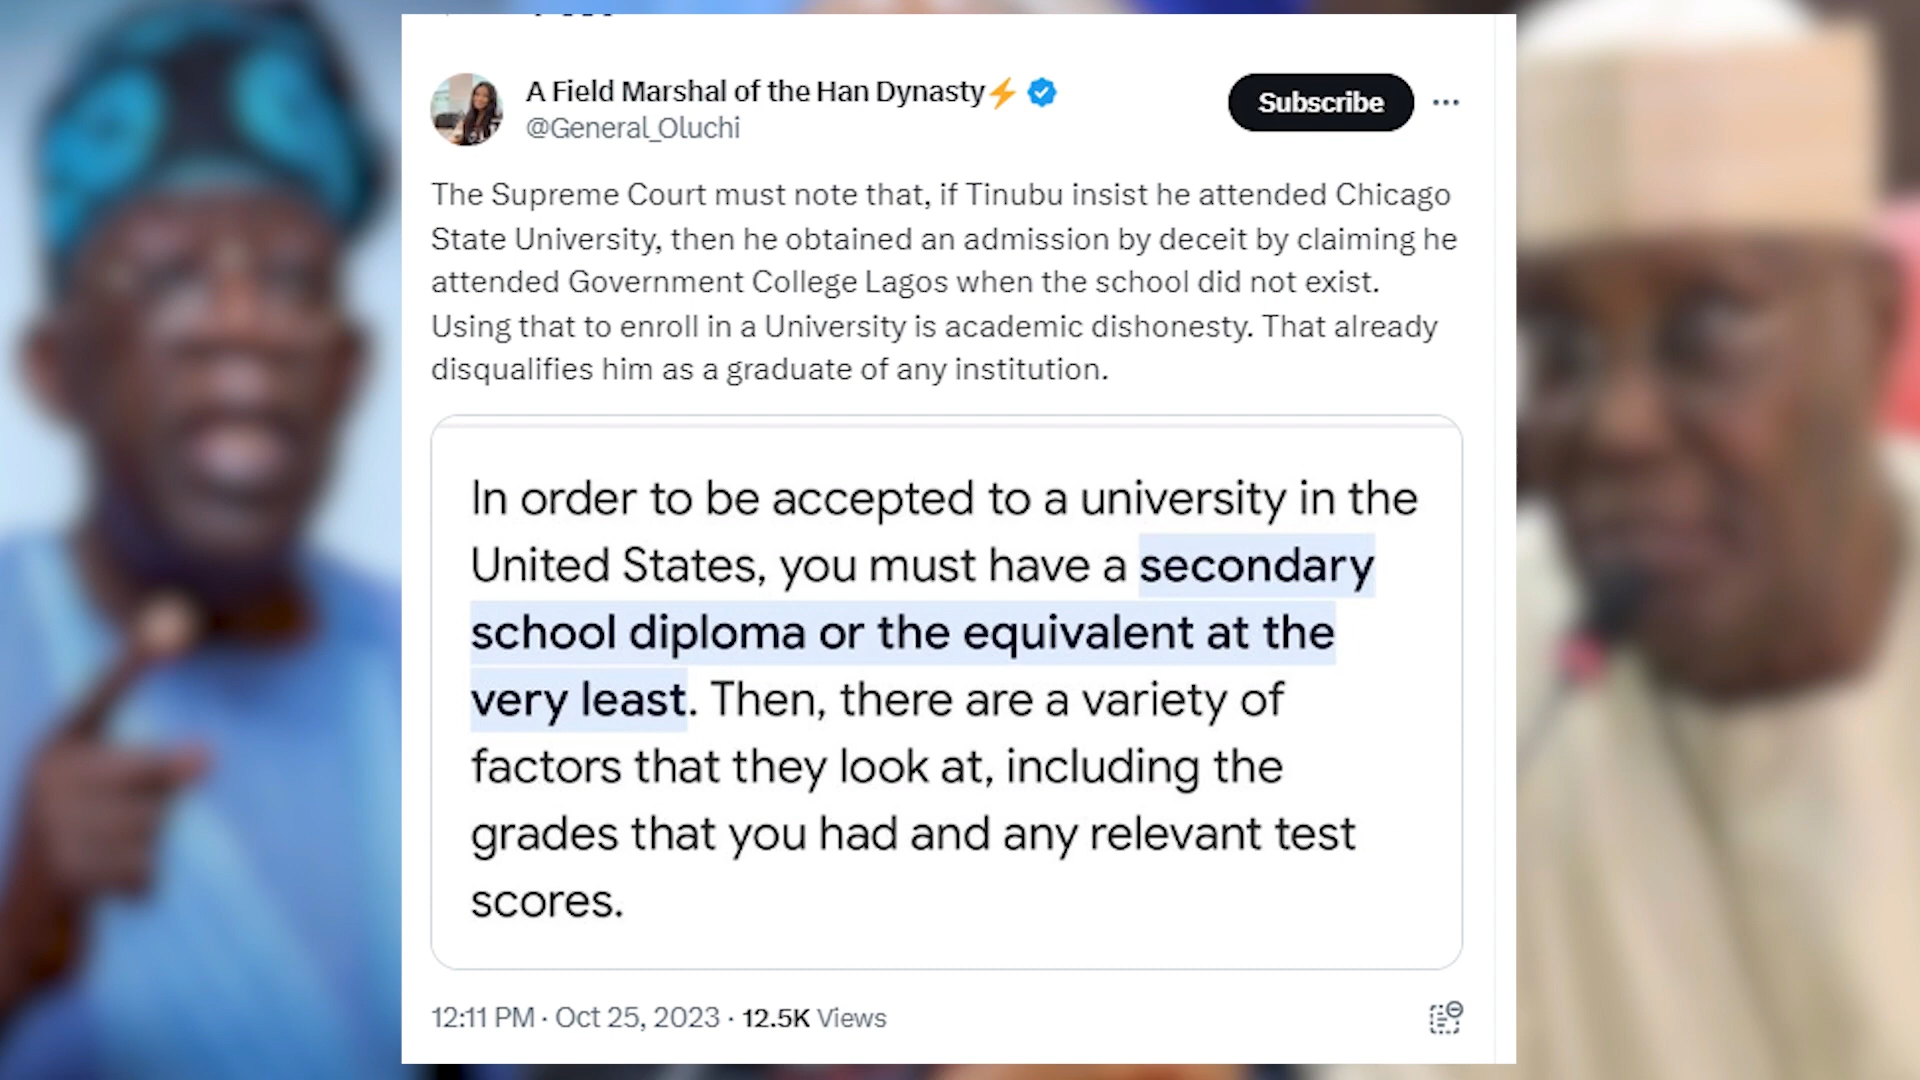 A Field Marshal of the Han Dynasty⚡
@General_Oluchi
Subscribe
The Supreme Court must note that, if Tinubu insist he attended Chicago
State University, then he obtained an admission by deceit by claiming he
attended Government College Lagos when the school did not exist.
Using that to enroll in a University is academic dishonesty. That already
disqualifies him as a graduate of any institution.
In order to be accepted to a university in the
United States, you must have a secondary
school diploma or the equivalent at the
very least. Then, there are a variety of
factors that they look at, including the
grades that you had and any relevant test
scores.
12:11 PM · Oct 25, 2023 · 12.5K Views